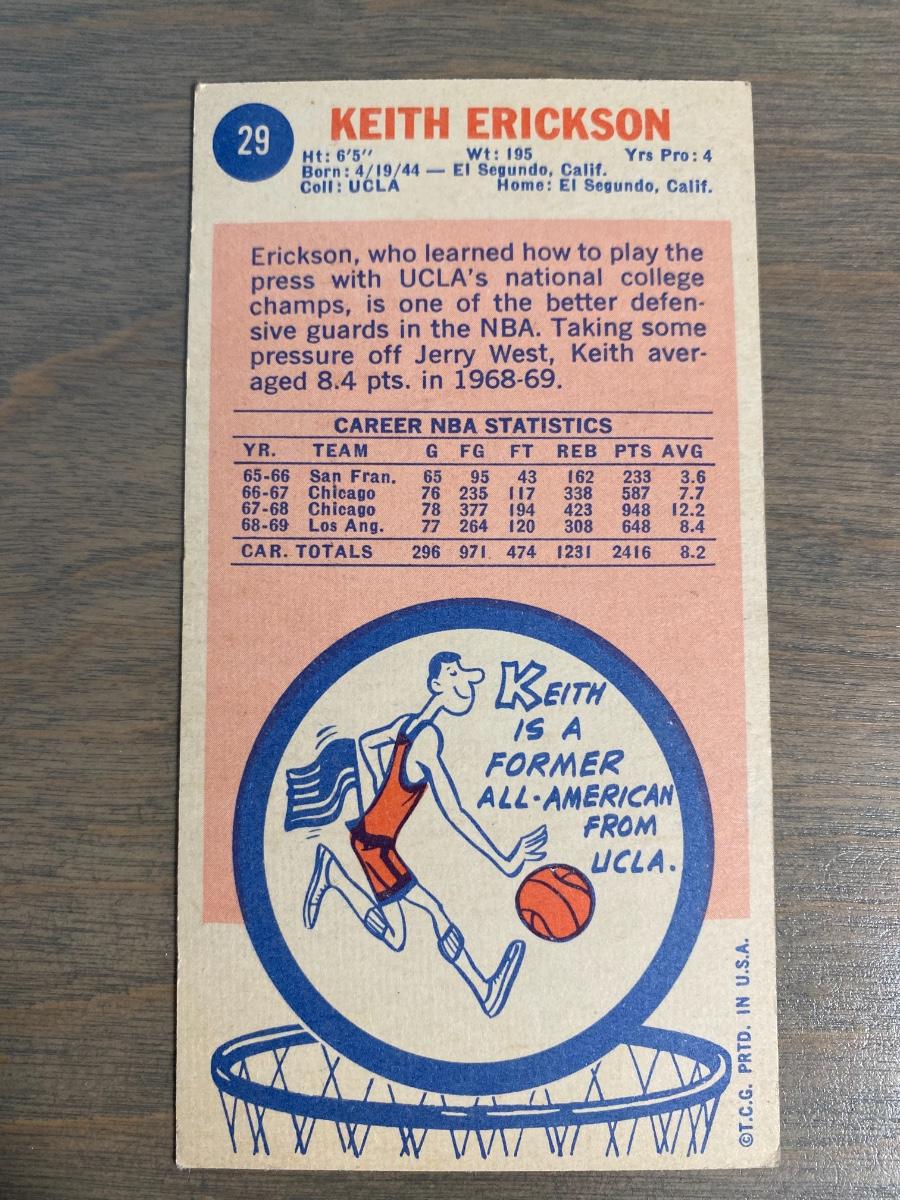 29
KEITH ERICKSON
Ht: 6'5" Wt: 195 Yrs Pro: 4
Born: 4/19/44 — El Segundo, Calif.
Coll: UCLA Home: El Segundo, Calif.
Erickson, who learned how to play the
press with UCLA's national college
champs, is one of the better defen-
sive guards in the NBA. Taking some
pressure off Jerry West, Keith aver-
aged 8.4 pts. in 1968-69.
CAREER NBA STATISTICS
YR. TEAM G FG FT REB PTS AVG
65-66 San Fran. 65 95 43 162 233 3.6
66-67 Chicago 76 235 117 338 587 7.7
67-68 Chicago 78 377 194 423 948 12.2
68-69 Los Ang. 77 264 120 308 648 8.4
CAR. TOTALS 296 971 474 1231 2416 8.2
KEITH
IS A
FORMER
ALL-AMERICAN
FROM
UCLA.
©T.C.G. PRTD. IN U.S.A.